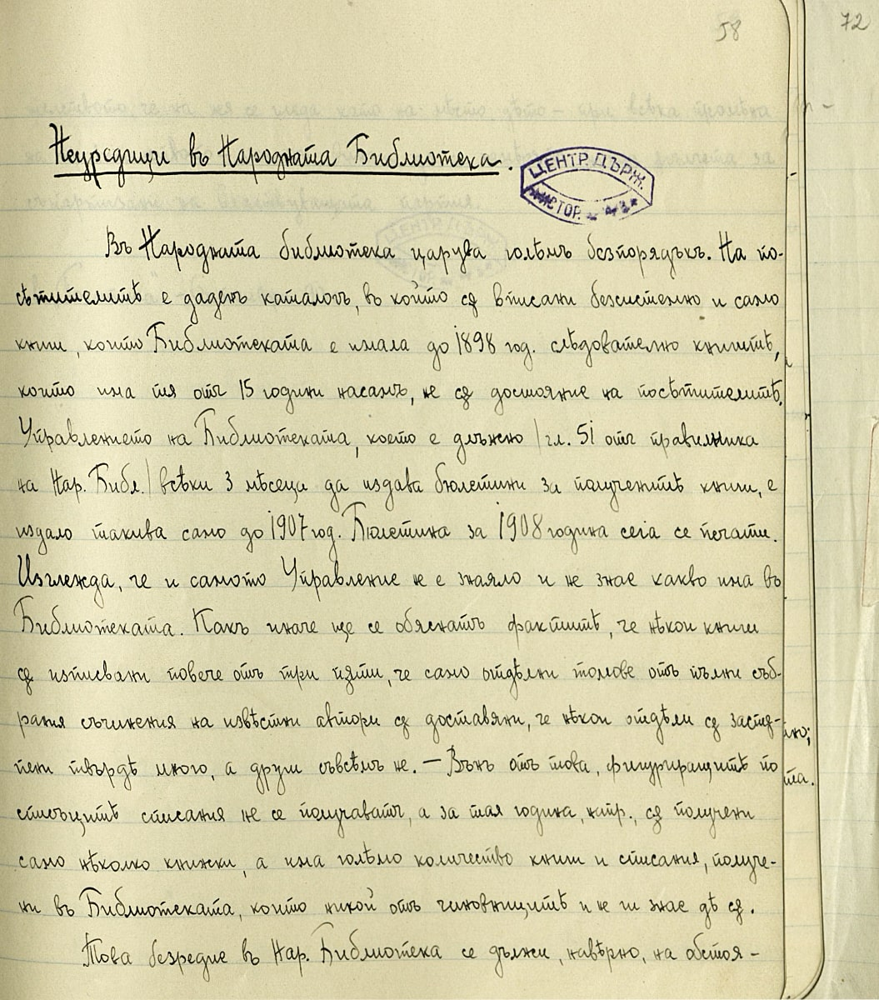 58
72
Неурѣдици въ Народната Библиотека.
ЦЕНТР. ДЪРЖ.
ИСТОР.
Въ Народната библиотека царува голѣмъ безпорядъкъ. На по-
сѣтителитѣ е даденъ каталогъ, въ който сѫ вписани безсистемно и само
книги, които Библиотеката е имала до 1898 год. слѣдователно книгитѣ,
които има тя отъ 15 години насамъ, не сѫ достояние на посѣтителитѣ.
Управлението на Библиотеката, което е длъжно /гл. 51 отъ правилника
на Нар. Библ./ всѣки 3 мѣсеци да издава бюлетини за полученитѣ книги, е
издало такива само до 1907 год. Бюлетина за 1908 година сега се печати.
Изглежда, че и самото Управление не е знаяло и не знае какво има въ
Библиотеката. Какъ иначе ще се обяснатъ фактитѣ, че нѣкои книги
сѫ изписвани повече отъ три пѫти, че само отдѣлни томове отъ пълни съб-
рания съчинения на извѣстни автори сѫ доставяни, че нѣкои отдѣли сѫ застѫ-
пени твърдѣ много, а други съвсѣмъ не. — Вънъ отъ това, фигуриращитѣ по
списъцитѣ списания не се получаватъ, а за тая година, напр., сѫ получени
само нѣколко книжки, а има голѣмо количество книги и списания, получе-
ни въ Библиотеката, които никой отъ чиновницитѣ и не ги знае дѣ сѫ.
Това безредие въ Нар. Библиотека се дължи, навѣрно, на обстоя-